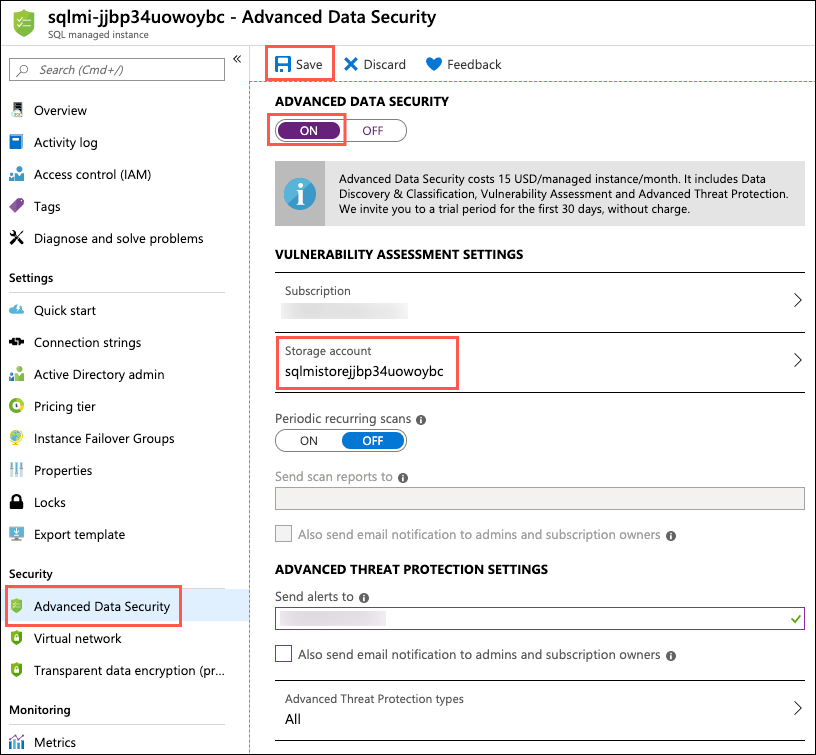 sqlmi-jjbp34uowoybc - Advanced Data Security
SQL managed instance
Search (Cmd+/)
«
Overview
Activity log
Access control (IAM)
Tags
Diagnose and solve problems
Settings
Quick start
Connection strings
Active Directory admin
Pricing tier
Instance Failover Groups
Properties
Locks
Export template
Security
Advanced Data Security
Virtual network
Transparent data encryption (pr...
Monitoring
Metrics
Save Discard Feedback
ADVANCED DATA SECURITY
ON OFF
Advanced Data Security costs 15 USD/managed instance/month. It includes Data
Discovery & Classification, Vulnerability Assessment and Advanced Threat Protection.
We invite you to a trial period for the first 30 days, without charge.
VULNERABILITY ASSESSMENT SETTINGS
Subscription
Storage account
sqlmistorejjbp34uowoybc
Periodic recurring scans
ON OFF
Send scan reports to
Also send email notification to admins and subscription owners
ADVANCED THREAT PROTECTION SETTINGS
Send alerts to
Also send email notification to admins and subscription owners
Advanced Threat Protection types
All